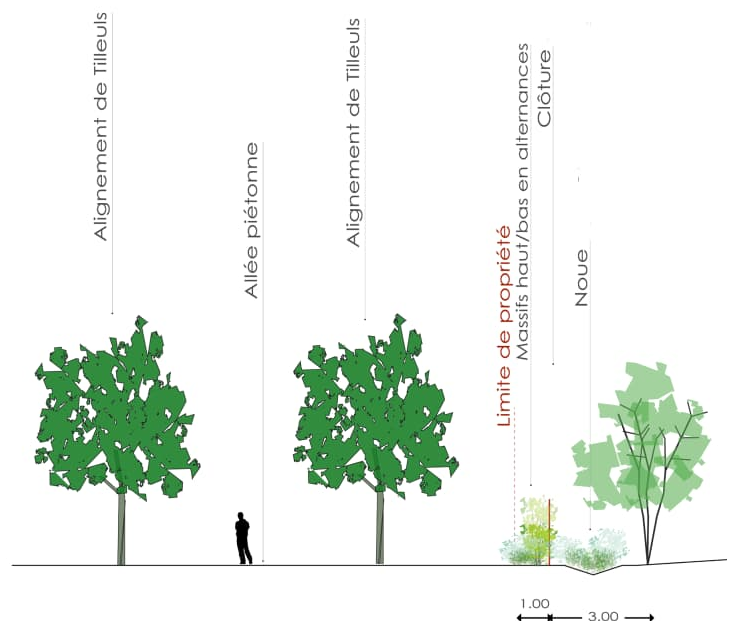 Alignement de Tilleuls
Allée piétonne
Alignement de Tilleuls
Limite de propriété
Massifs haut/bas en alternances
Clôture
Noue
1.00
3.00